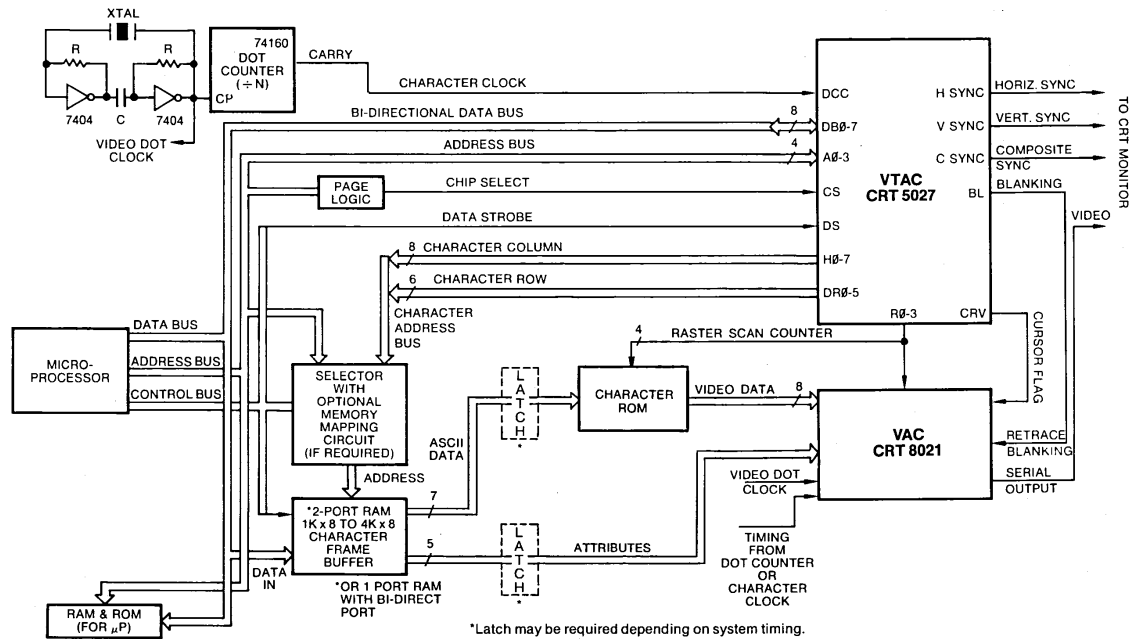 XTAL
R
R
7404
C
7404
VIDEO DOT
CLOCK
CP
74160
DOT
COUNTER
(÷N)
CARRY
CHARACTER CLOCK
BI-DIRECTIONAL DATA BUS
8
ADDRESS BUS
4
PAGE
LOGIC
CHIP SELECT
DATA STROBE
8 CHARACTER COLUMN
6 CHARACTER ROW
CHARACTER
ADDRESS
BUS
DCC
DBØ-7
AØ-3
CS
DS
HØ-7
DRØ-5
VTAC
CRT 5027
H SYNC
V SYNC
C SYNC
BL
RØ-3
CRV
HORIZ. SYNC
VERT. SYNC
COMPOSITE
SYNC
BLANKING
VIDEO
TO CRT MONITOR
CURSOR
FLAG
MICRO-
PROCESSOR
DATA BUS
ADDRESS BUS
CONTROL BUS
SELECTOR
WITH
OPTIONAL
MEMORY
MAPPING
CIRCUIT
(IF REQUIRED)
ADDRESS
4 RASTER SCAN COUNTER
LATCH
*
CHARACTER
ROM
VIDEO DATA
8
ASCII
DATA
VAC
CRT 8021
RETRACE
BLANKING
SERIAL
OUTPUT
VIDEO DOT
CLOCK
TIMING
FROM
DOT COUNTER
OR
CHARACTER
CLOCK
*2-PORT RAM
1K x 8 TO 4K x 8
CHARACTER
FRAME
BUFFER
7
5
LATCH
*
ATTRIBUTES
DATA
IN
*OR 1 PORT RAM
WITH BI-DIRECT
PORT
RAM & ROM
(FOR µP)
*Latch may be required depending on system timing.